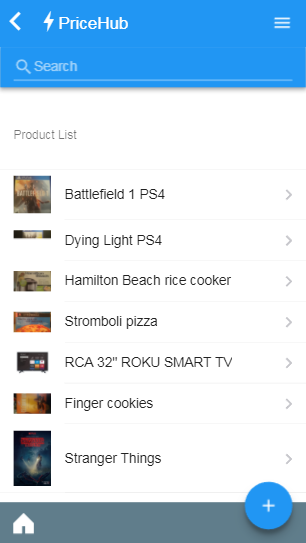 PriceHub
Search
Product List
Battlefield 1 PS4
Dying Light PS4
Hamilton Beach rice cooker
Stromboli pizza
RCA 32" ROKU SMART TV
Finger cookies
Stranger Things